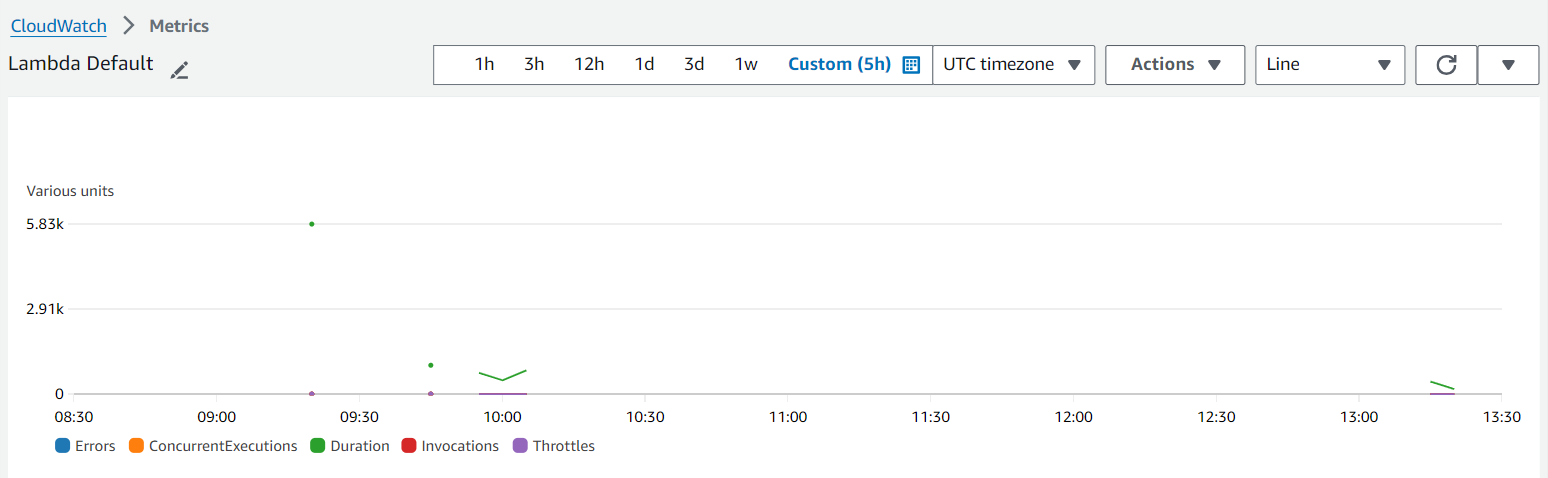 CloudWatch > Metrics
Lambda Default
1h 3h 12h 1d 3d 1w Custom (5h) UTC timezone Actions Line
Various units
5.83k
2.91k
0
08:30 09:00 09:30 10:00 10:30 11:00 11:30 12:00 12:30 13:00 13:30
Errors ConcurrentExecutions Duration Invocations Throttles